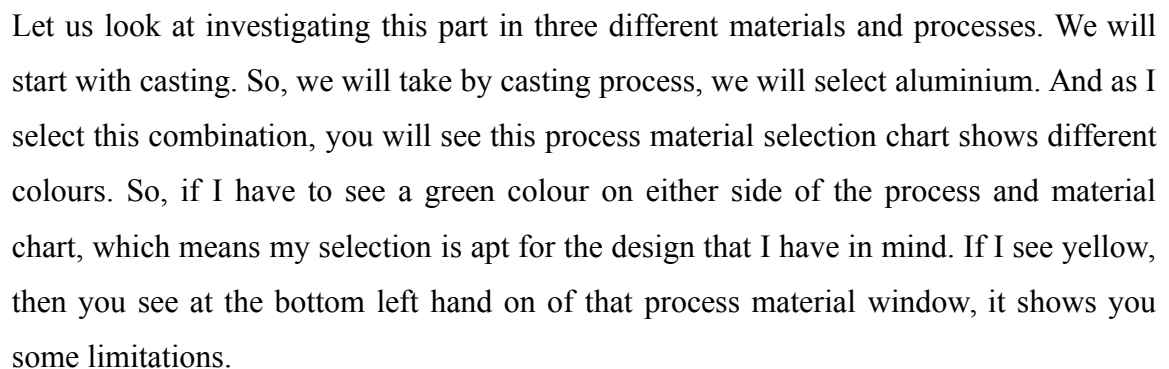 Let us look at investigating this part in three different materials and processes. We will
start with casting. So, we will take by casting process, we will select aluminium. And as I
select this combination, you will see this process material selection chart shows different
colours. So, if I have to see a green colour on either side of the process and material
chart, which means my selection is apt for the design that I have in mind. If I see yellow,
then you see at the bottom left hand on of that process material window, it shows you
some limitations.